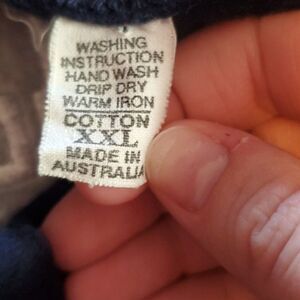 WASHING
INSTRUCTION
HAND WASH
DRIP DRY
WARM IRON
COTTON
XXL
MADE IN
AUSTRALIA